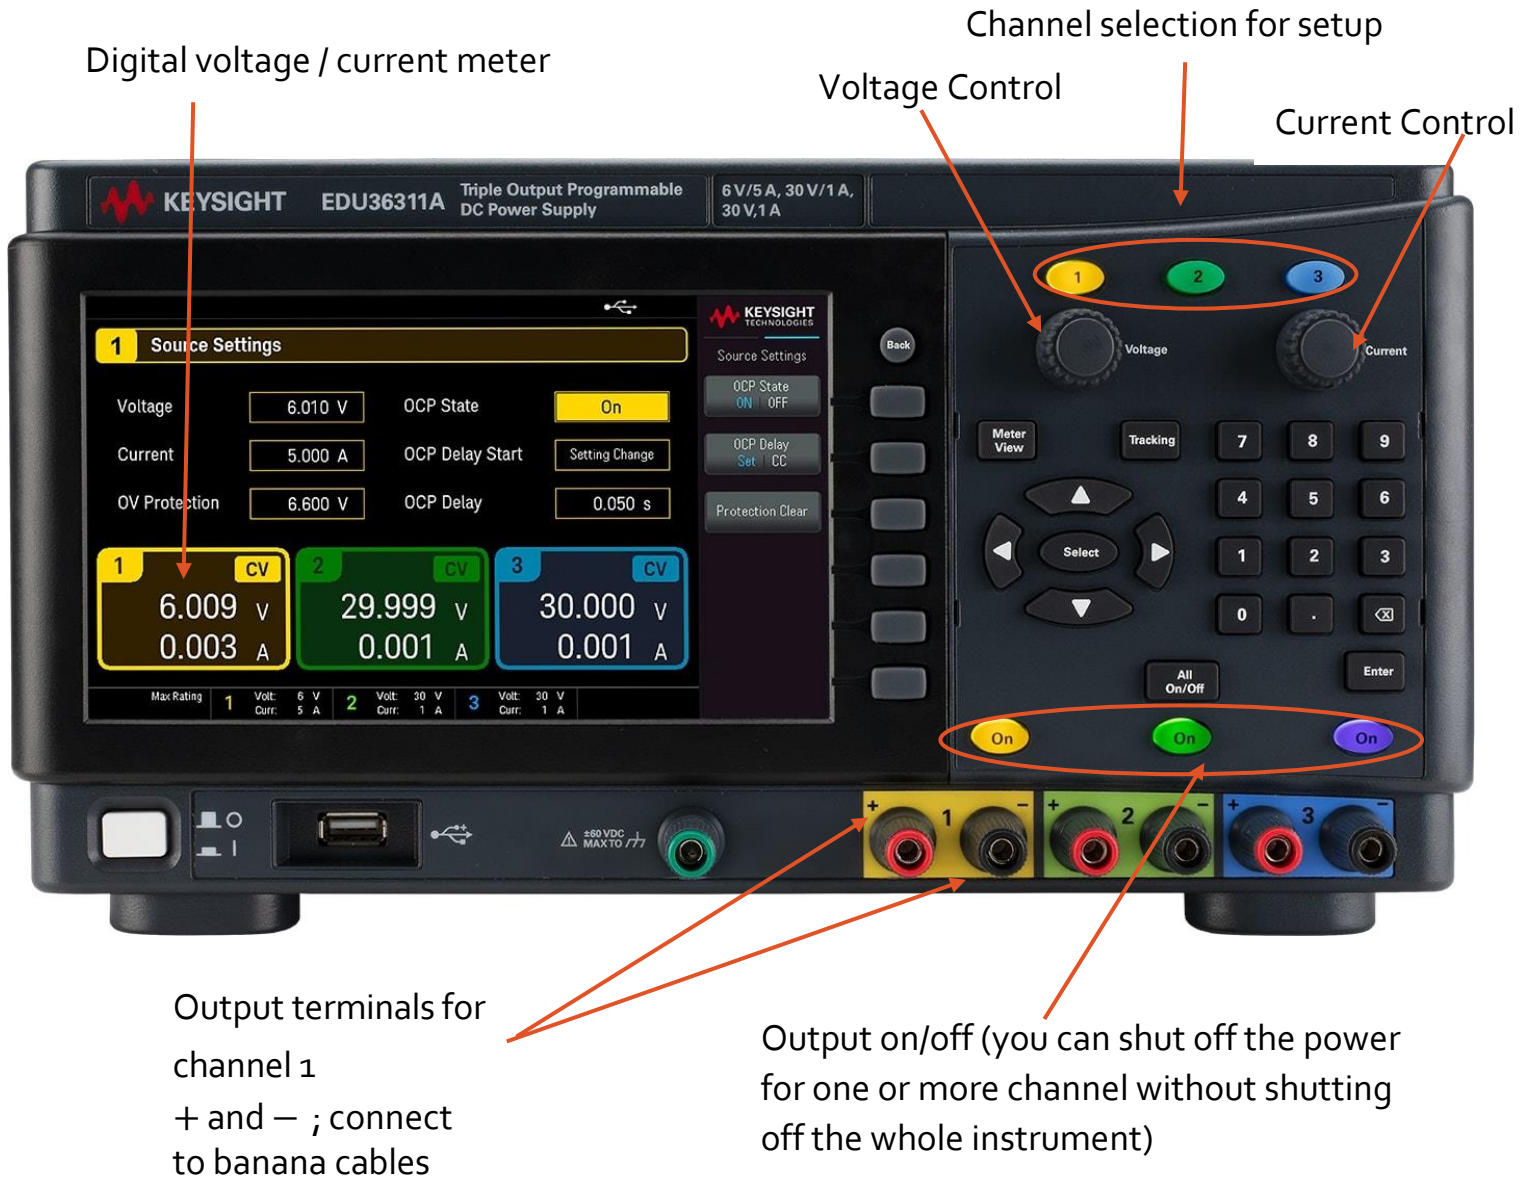 Channel selection for setup
Digital voltage / current meter
Voltage Control
Current Control
KEYSIGHT EDU36311A Triple Output Programmable
DC Power Supply
6 V/5 A, 30 V/1 A,
30 V,1 A
1 2 3
Voltage
Current
KEYSIGHT
TECHNOLOGIES
Source Settings
1 Source Settings
Back
Voltage 6.010 V OCP State On
Current 5.000 A OCP Delay Start Setting Change
OV Protection 6.600 V OCP Delay 0.050 s
OCP State
ON OFF
OCP Delay
Set CC
Protection Clear
1 CV
6.009 V
0.003 A
2 CV
29.999 V
0.001 A
3 CV
30.000 V
0.001 A
Max Rating 1 Volt: 6 V 2 Volt: 30 V 3 Volt: 30 V
Curr: 5 A Curr: 1 A Curr: 1 A
Meter
View
Tracking
7 8 9
4 5 6
Select
1 2 3
0 .
All
On/Off
Enter
On On On
±60 VDC
MAX TO
+ 1 − + 2 − + 3 −
Output terminals for
channel 1
+ and − ; connect
to banana cables
Output on/off (you can shut off the power
for one or more channel without shutting
off the whole instrument)